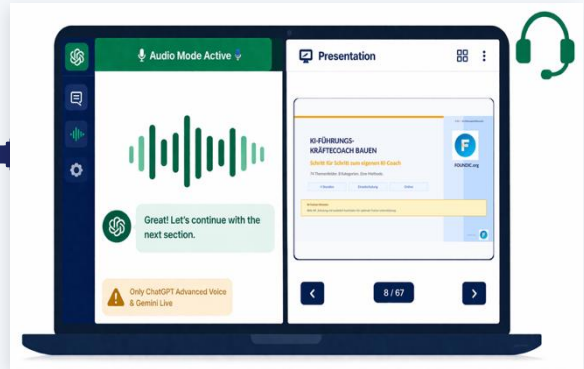 Audio Mode Active
Great! Let's continue with the
next section.
Only ChatGPT Advanced Voice
& Gemini Live
Presentation
KI-FÜHRUNGS-
KRÄFTECOACH BAUEN
Schritt für Schritt zum eigenen KI-Coach
F
FOUNDIC.org
8 / 67